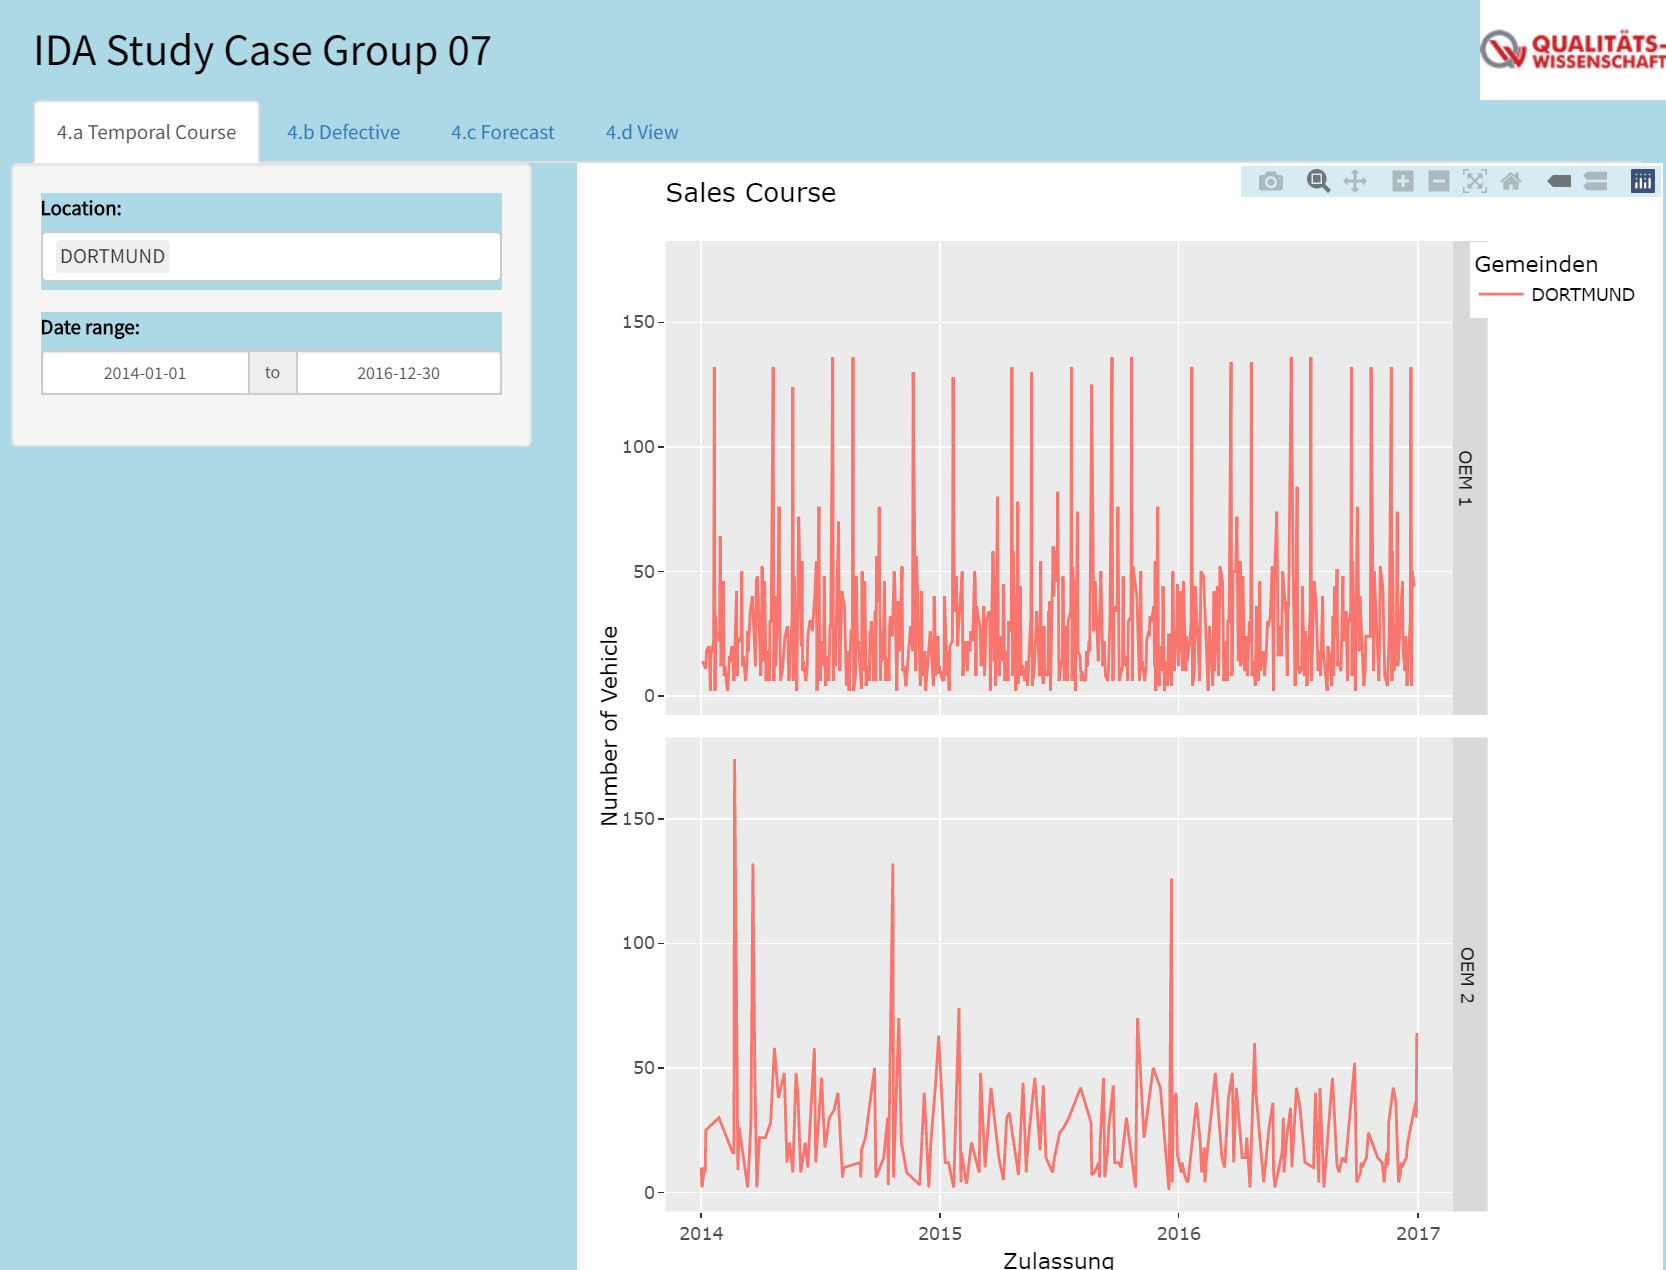 IDA Study Case Group 07
QUALITÄTS-
WISSENSCHAFT
4.a Temporal Course
4.b Defective
4.c Forecast
4.d View
Location:
DORTMUND
Date range:
2014-01-01
to
2016-12-30
Sales Course
Gemeinden
DORTMUND
150
100
50
0
OEM 1
Number of Vehicle
150
100
50
0
OEM 2
2014
2015
2016
2017
Zulassung